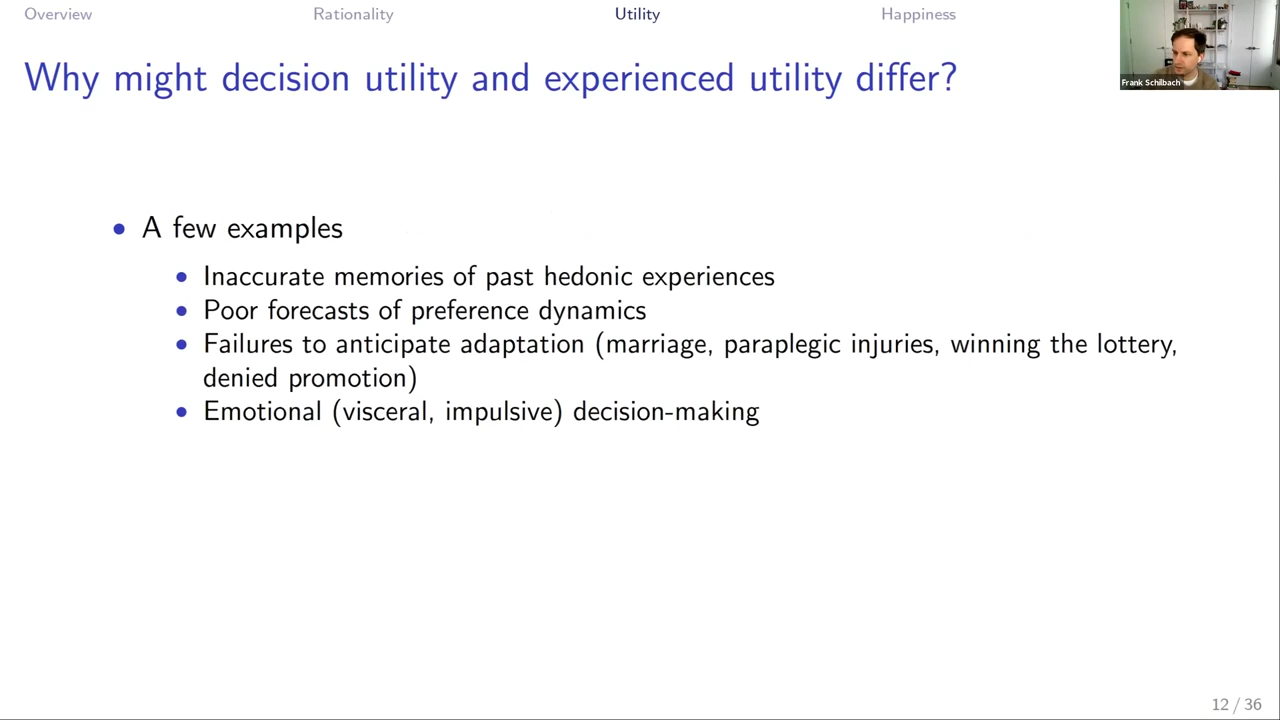 Overview Rationality Utility Happiness
Frank Schilbach
Why might decision utility and experienced utility differ?
A few examples
Inaccurate memories of past hedonic experiences
Poor forecasts of preference dynamics
Failures to anticipate adaptation (marriage, paraplegic injuries, winning the lottery,
denied promotion)
Emotional (visceral, impulsive) decision-making
12 / 36